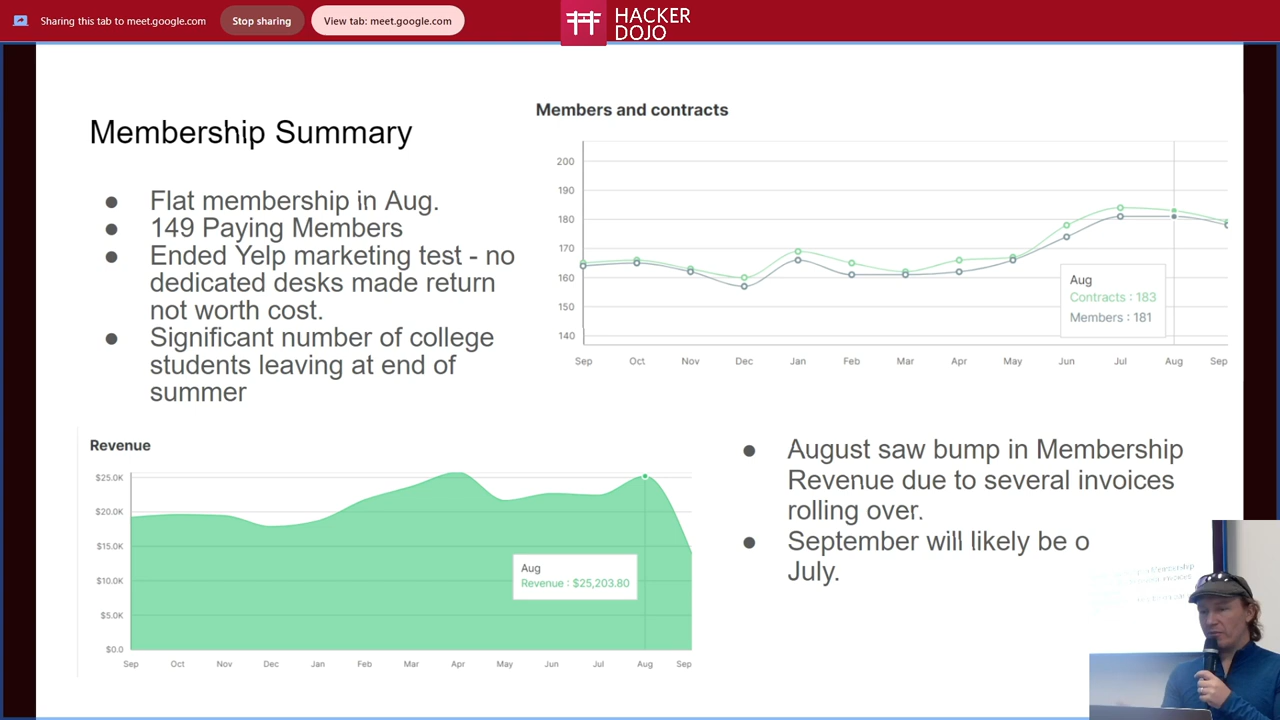 Sharing this tab to meet.google.com
Stop sharing
View tab: meet.google.com
HACKER
DOJO
Membership Summary
● Flat membership in Aug.
● 149 Paying Members
● Ended Yelp marketing test - no
dedicated desks made return
not worth cost.
● Significant number of college
students leaving at end of
summer
Members and contracts
200
190
180
170
160
150
140
Aug
Contracts : 183
Members : 181
Sep Oct Nov Dec Jan Feb Mar Apr May Jun Jul Aug Sep
Revenue
$25.0K
$20.0K
$15.0K
$10.0K
$5.0K
$0.0
Aug
Revenue : $25,203.80
Sep Oct Nov Dec Jan Feb Mar Apr May Jun Jul Aug Sep
● August saw bump in Membership
Revenue due to several invoices
rolling over.
● September will likely be o
July.